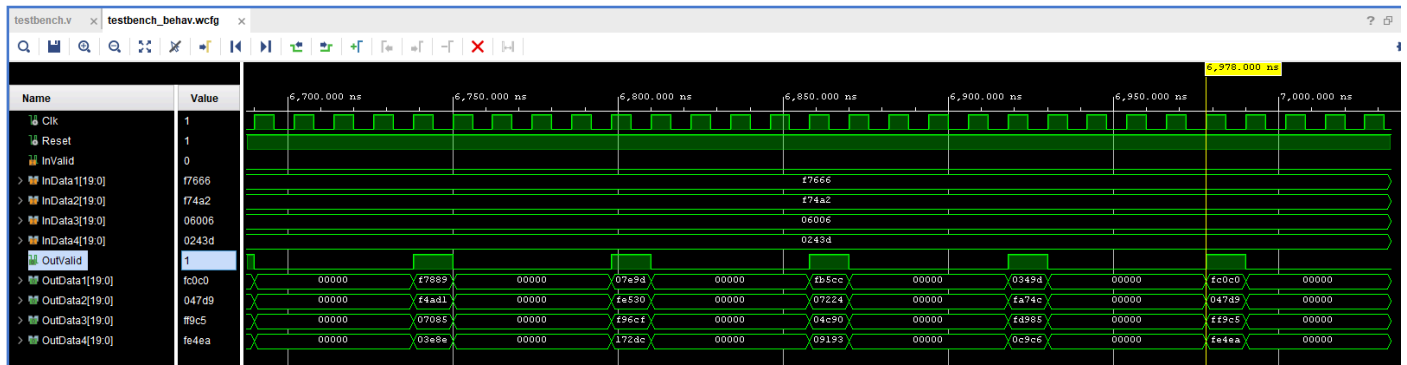 testbench.v × testbench_behav.wcfg ×
6,978.000 ns
Name Value
6,700.000 ns 6,750.000 ns 6,800.000 ns 6,850.000 ns 6,900.000 ns 6,950.000 ns 7,000.000 ns
Clk 1
Reset 1
InValid 0
InData1[19:0] f7666 f7666
InData2[19:0] f74a2 f74a2
InData3[19:0] 06006 06006
InData4[19:0] 0243d 0243d
OutValid 1
OutData1[19:0] fc0c0 00000 f7889 00000 07e9d 00000 fb5cc 00000 0349d 00000 fc0c0 00000
OutData2[19:0] 047d9 00000 f4ad1 00000 fe530 00000 07224 00000 fa74c 00000 047d9 00000
OutData3[19:0] ff9c5 00000 07085 00000 f96cf 00000 04c90 00000 fd985 00000 ff9c5 00000
OutData4[19:0] fe4ea 00000 03e8e 00000 172dc 00000 09193 00000 0c9c6 00000 fe4ea 00000